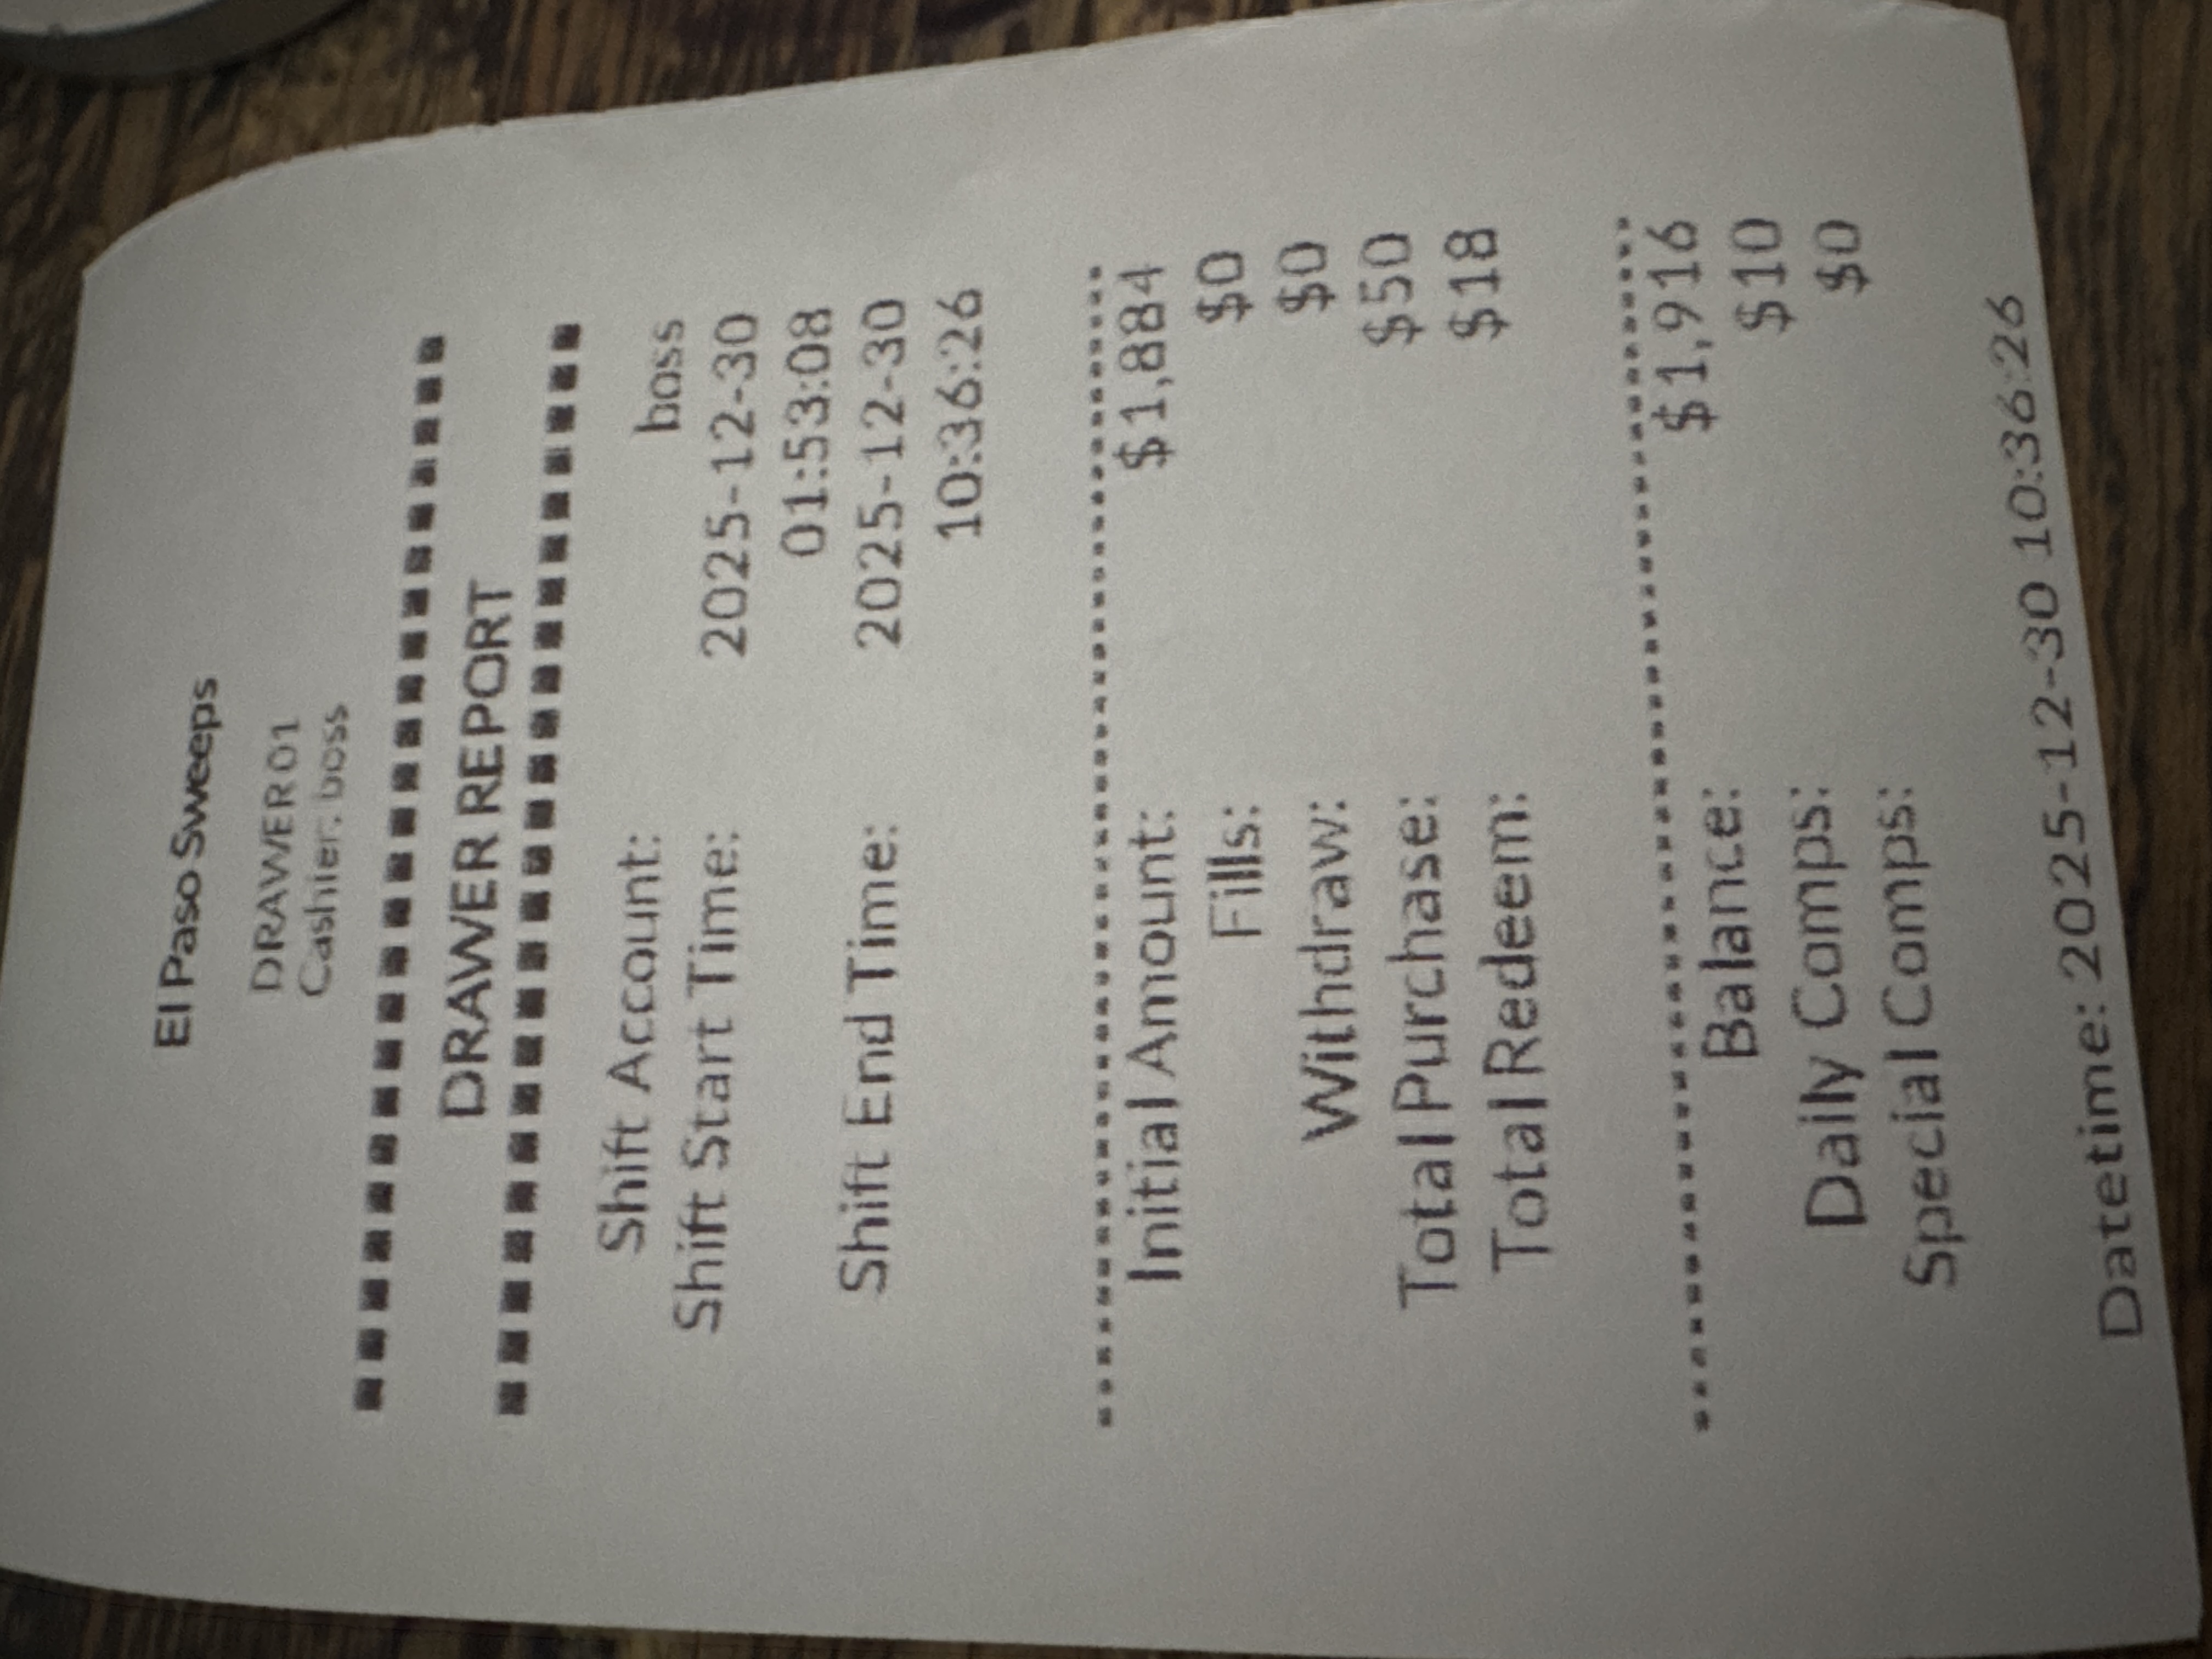 El Paso Sweeps
DRAWER01
Cashier: boss
DRAWER REPORT
Shift Account: boss
Shift Start Time: 2025-12-30
01:53:08
Shift End Time: 2025-12-30
10:36:26
Initial Amount: $1,884
Fills: $0
Withdraw: $0
Total Purchase: $50
Total Redeem: $18
Balance: $1,916
Daily Comps: $10
Special Comps: $0
Datetime: 2025-12-30 10:36:26